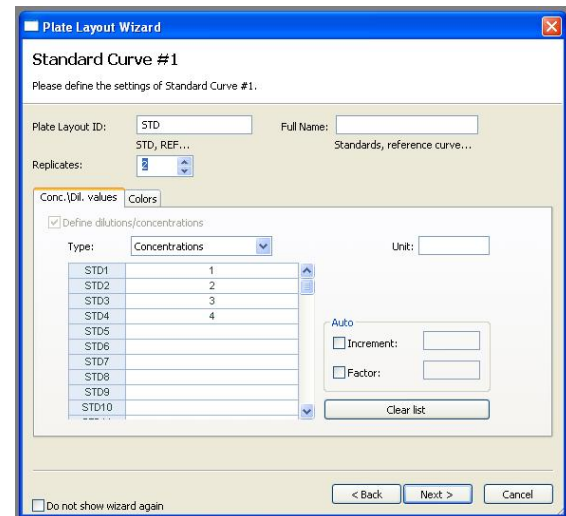 Plate Layout Wizard
Standard Curve #1
Please define the settings of Standard Curve #1.
Plate Layout ID: STD Full Name:
STD, REF... Standards, reference curve...
Replicates: 2
Conc.\Dil. values Colors
Define dilutions/concentrations
Type: Concentrations Unit:
STD1 1
STD2 2
STD3 3
STD4 4
STD5
STD6
STD7
STD8
STD9
STD10
Auto
Increment:
Factor:
Clear list
< Back Next > Cancel
Do not show wizard again